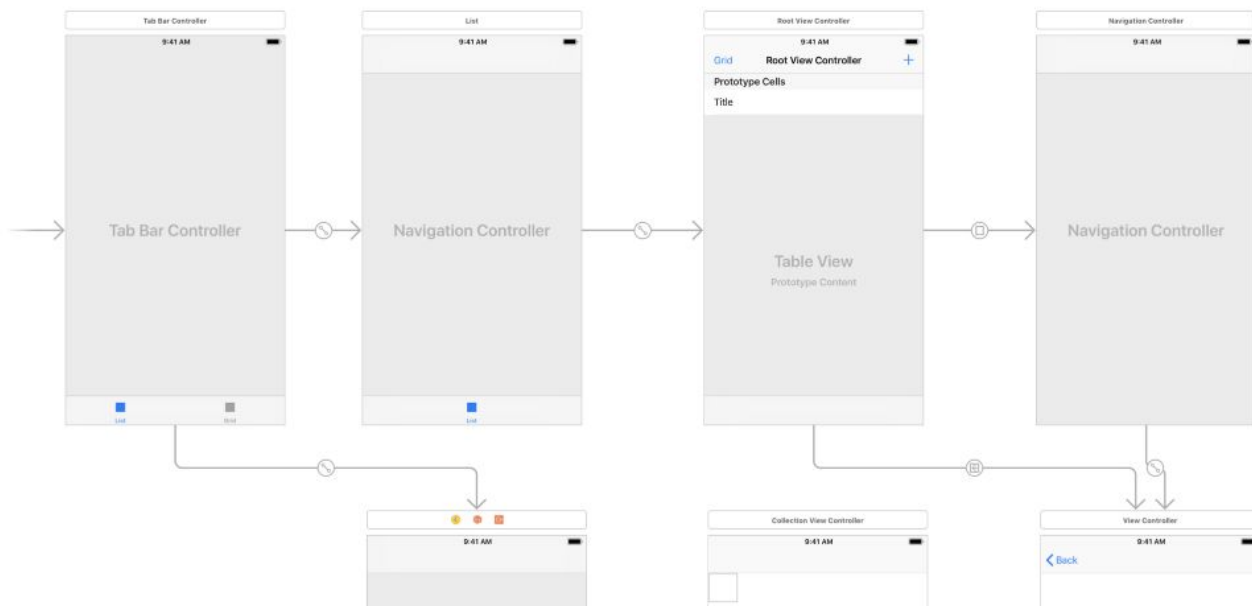 Tab Bar Controller
List
Root View Controller
Navigation Controller
9:41 AM
9:41 AM
9:41 AM
9:41 AM
Grid
Root View Controller
+
Prototype Cells
Title
Tab Bar Controller
Navigation Controller
Navigation Controller
Table View
Prototype Content
List
Grid
List
Collection View Controller
View Controller
9:41 AM
9:41 AM
9:41 AM
Back